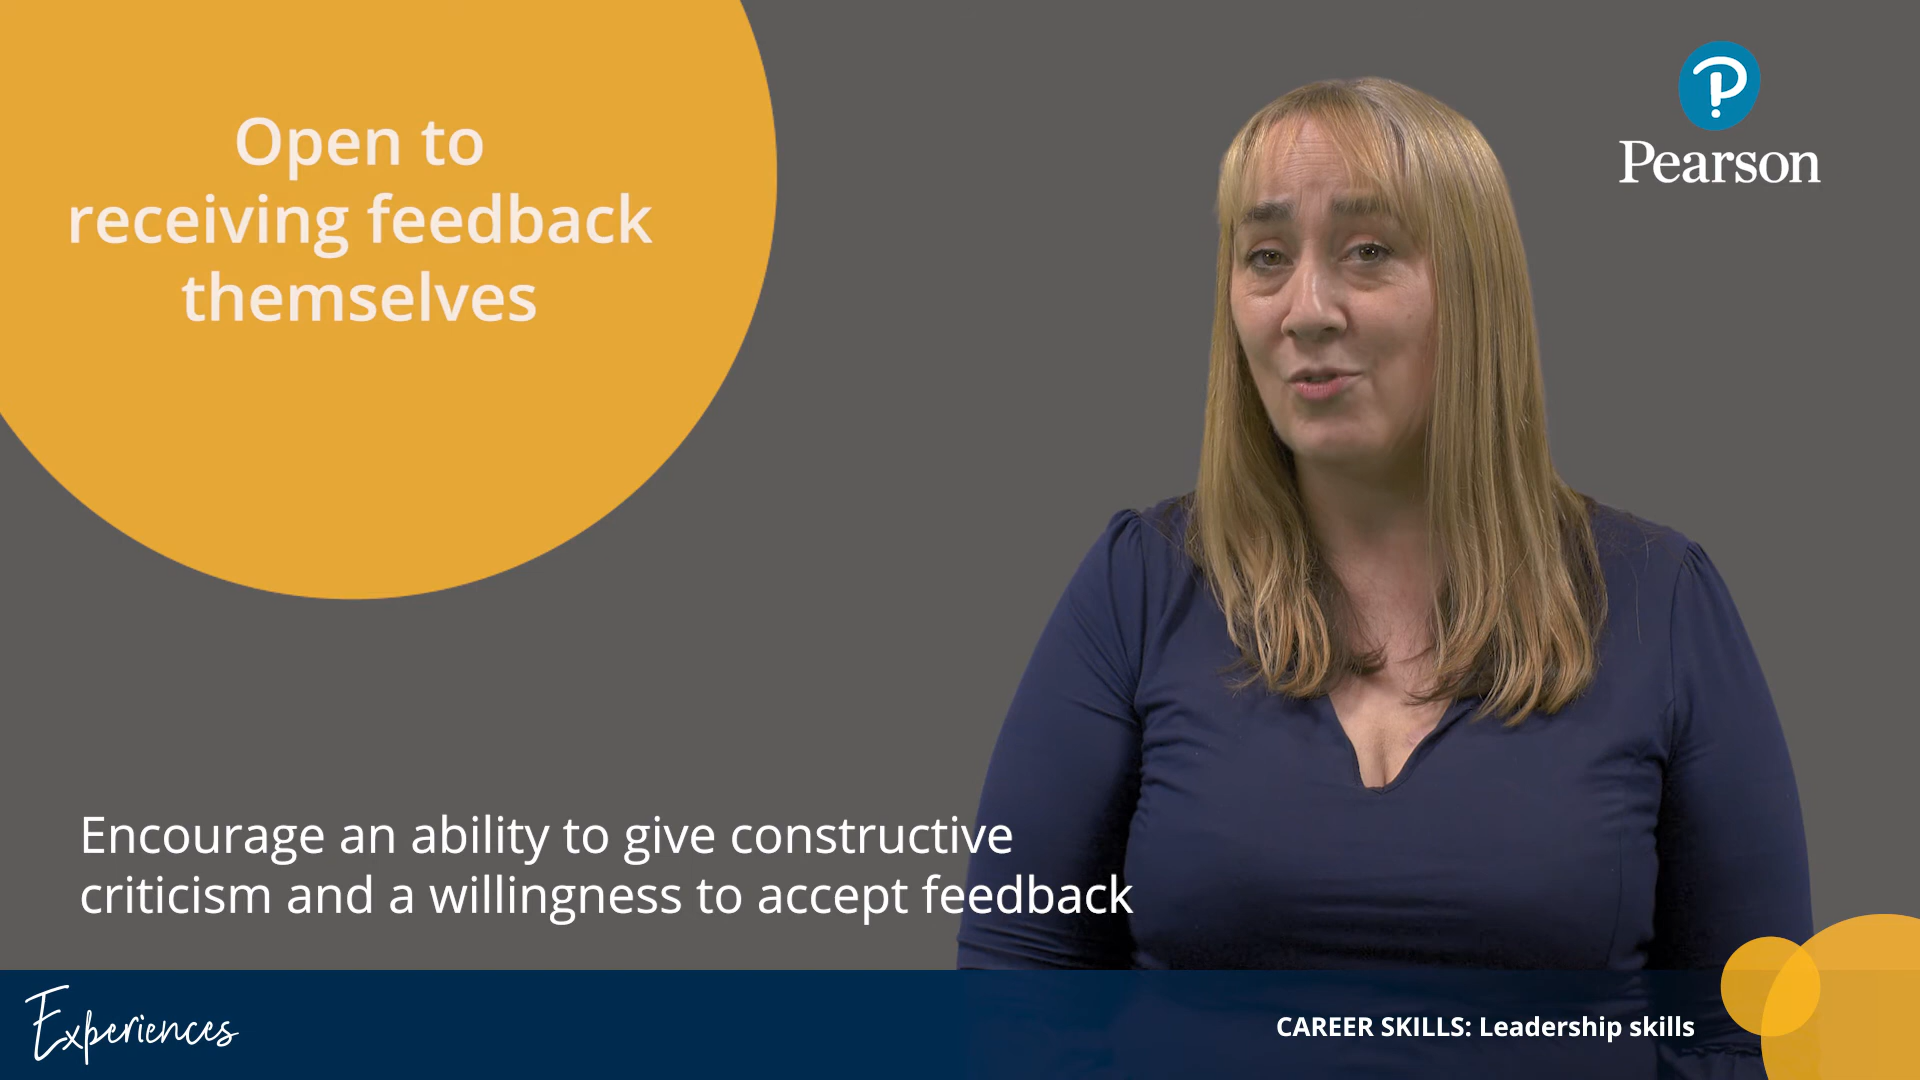 Open to
receiving feedback
themselves
Pearson
Encourage an ability to give constructive
criticism and a willingness to accept feedback
Experiences
CAREER SKILLS: Leadership skills